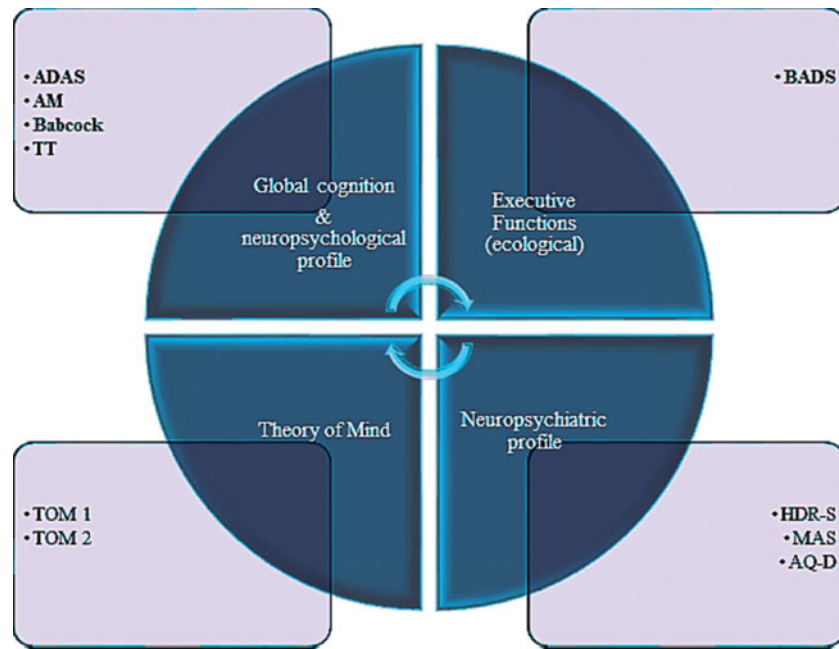 •ADAS
•AM
•Babcock
•TT
Global cognition
&
neuropsychological
profile
•BADS
Executive
Functions
(ecological)
Theory of Mind
•TOM 1
•TOM 2
Neuropsychiatric
profile
•HDR-S
•MAS
•AQ-D